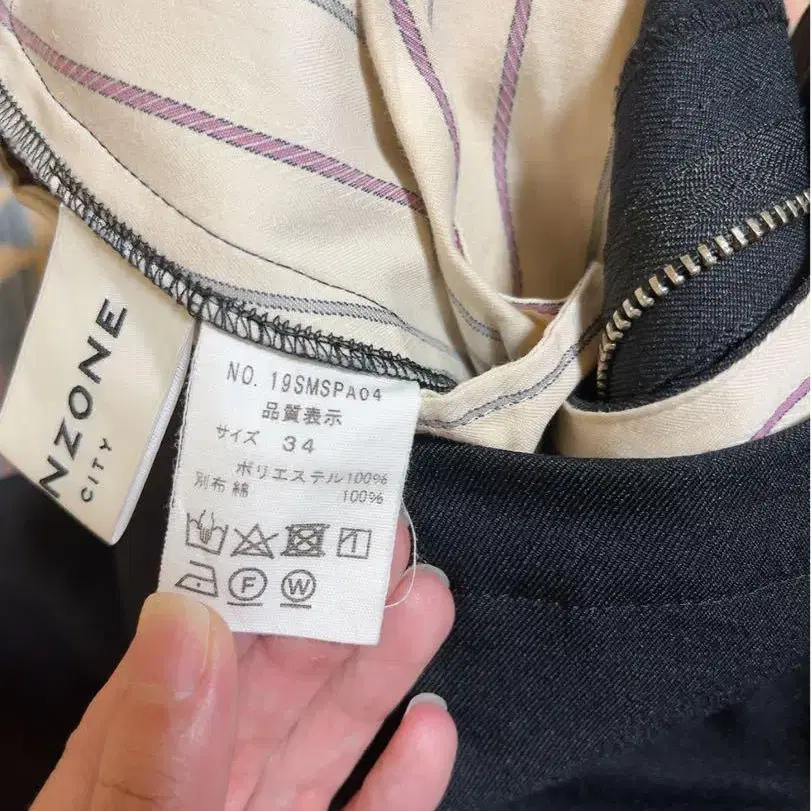 NZONE
CITY
NO. 19SMSPA04
品質表示
サイズ 34
ポリエステル100%
別布 綿 100%
F
W